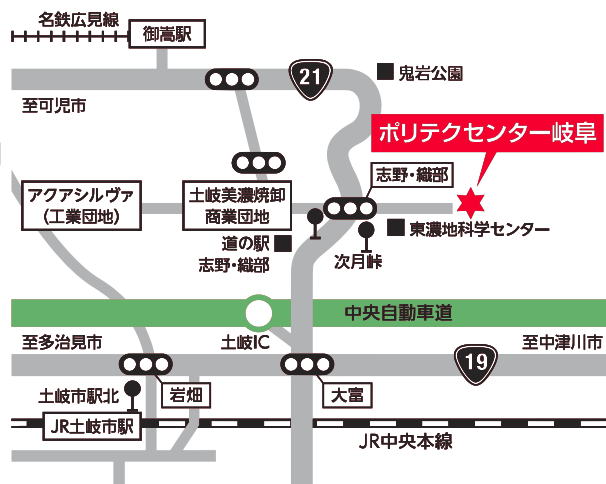 名鉄広見線
御嵩駅
21
鬼岩公園
至可児市
ポリテクセンター岐阜
志野・織部
アクアシルヴァ
(工業団地)
土岐美濃焼卸
商業団地
東濃地科学センター
道の駅
志野・織部
次月峠
中央自動車道
至多治見市
土岐IC
至中津川市
19
土岐市駅北
岩畑
大富
JR土岐市駅
JR中央本線